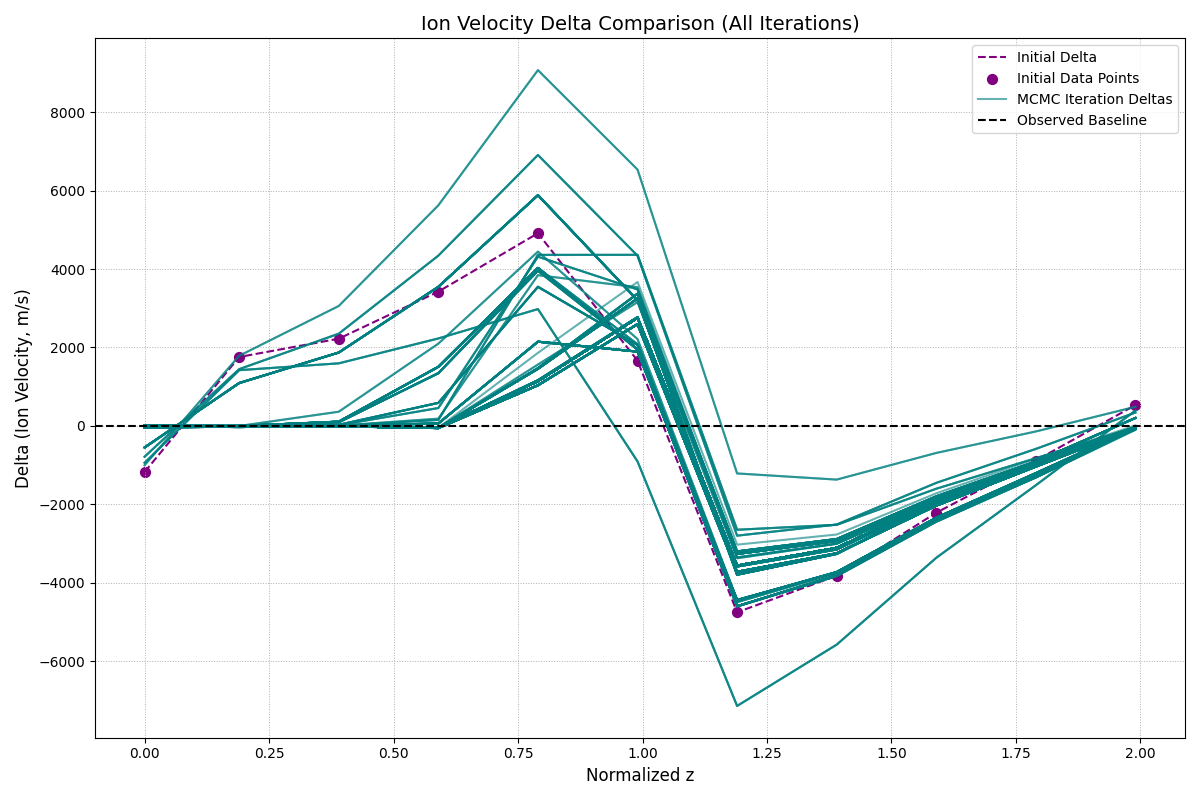 Ion Velocity Delta Comparison (All Iterations)
Initial Delta
Initial Data Points
MCMC Iteration Deltas
Observed Baseline
Delta (Ion Velocity, m/s)
8000
6000
4000
2000
0
−2000
−4000
−6000
0.00 0.25 0.50 0.75 1.00 1.25 1.50 1.75 2.00
Normalized z